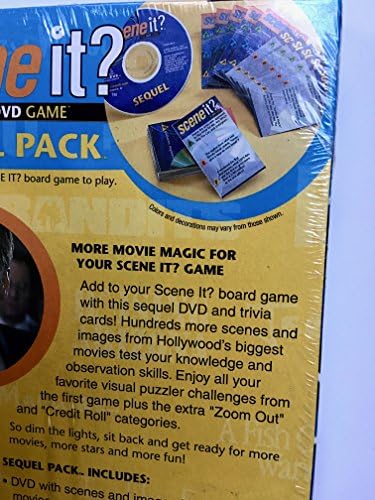 ne it?
DVD GAME
L PACK™
NE IT? board game to play.
ene it?
SEQUEL
scene it?
Colors and decorations may vary from those shown.
MORE MOVIE MAGIC FOR
YOUR SCENE IT? GAME
Add to your Scene It? board game
with this sequel DVD and trivia
cards! Hundreds more scenes and
images from Hollywood's biggest
movies test your knowledge and
observation skills. Enjoy all your
favorite visual puzzler challenges from
the first game plus the extra "Zoom Out"
and "Credit Roll" categories.
So dim the lights, sit back and get ready for more
movies, more stars and more fun!
SEQUEL PACK™ INCLUDES:
• DVD with scenes and imag